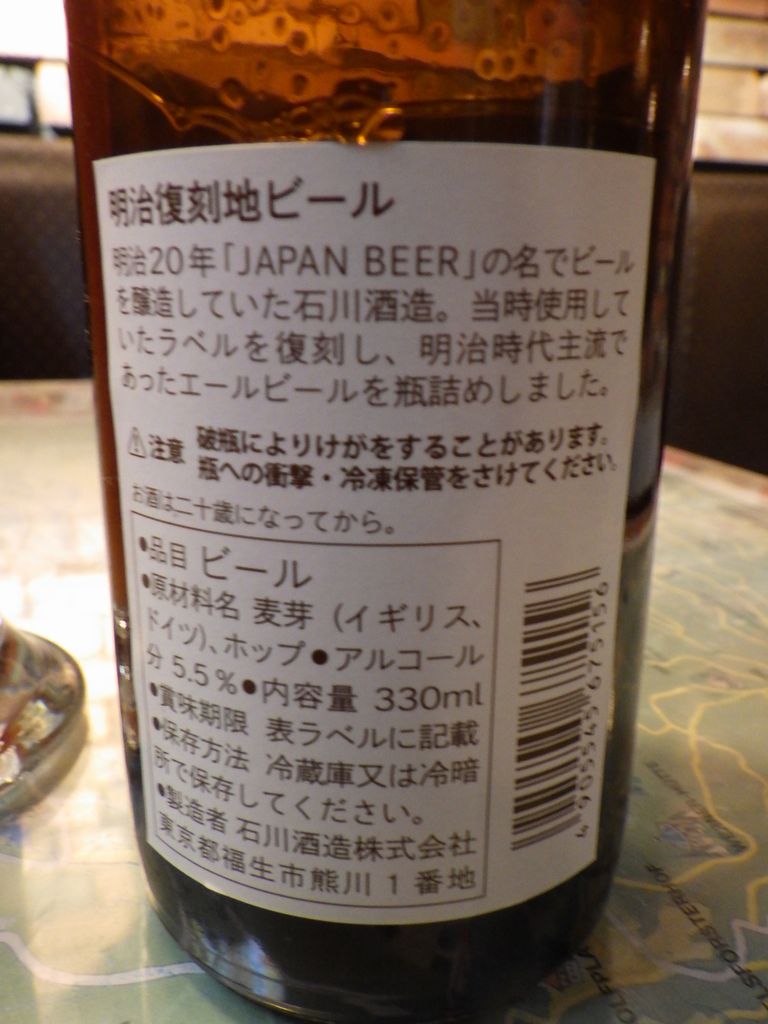 明治復刻地ビール
明治20年「JAPAN BEER」の名でビール
を醸造していた石川酒造。当時使用して
いたラベルを復刻し、明治時代主流で
あったエールビールを瓶詰めしました。
⚠注意 破瓶によりけがをすることがあります。
瓶への衝撃・冷凍保管をさけてください。
お酒は二十歳になってから。
●品目 ビール
●原材料名 麦芽（イギリス、
ドイツ）、ホップ●アルコール
分 5.5％●内容量 330ml
●賞味期限 表ラベルに記載
●保存方法 冷蔵庫又は冷暗
所で保存してください。
●製造者 石川酒造株式会社
東京都福生市熊川1番地
4 905545 675156